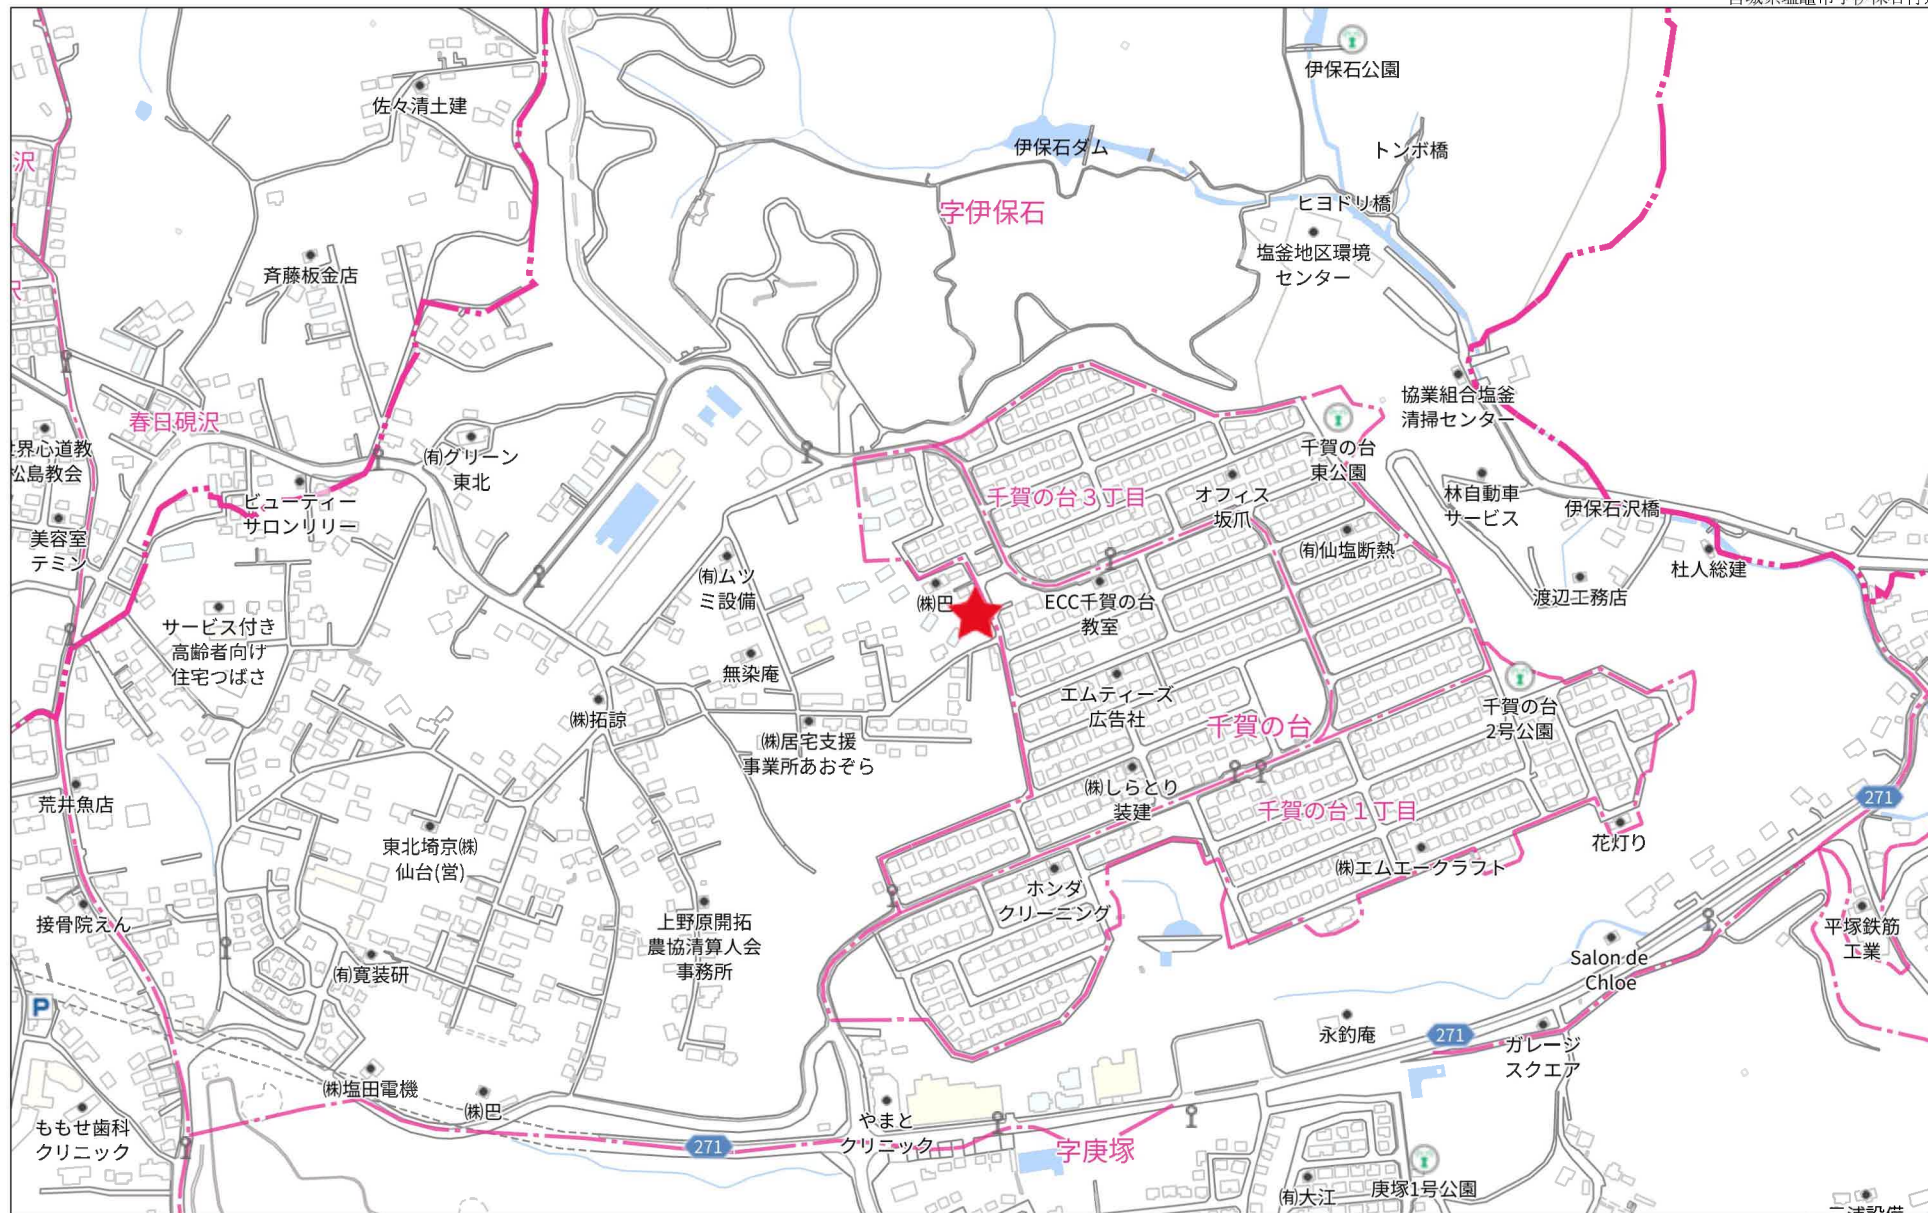 伊保石公園
佐々清土建
伊保石ダム
トンボ橋
沢
字伊保石
ヒヨドリ橋
塩釜地区環境
センター
斉藤板金店
沢
協業組合塩釜
清掃センター
春日硯沢
世界心道教
松島教会
㈲グリーン
東北
千賀の台
東公園
千賀の台３丁目
オフィス
坂爪
ビューティー
サロンリリー
林自動車
サービス
伊保石沢橋
美容室
テミン
㈲仙塩断熱
杜人総建
㈲ムツ
ミ設備
㈱巴
ECC千賀の台
教室
渡辺工務店
サービス付き
高齢者向け
住宅つばさ
無染庵
エムティーズ
広告社
千賀の台
千賀の台
2号公園
㈱拓諒
㈱居宅支援
事業所あおぞら
㈱しらとり
装建
千賀の台１丁目
荒井魚店
271
東北埼京㈱
仙台(営)
花灯り
㈱エムエークラフト
ホンダ
クリーニング
接骨院えん
上野原開拓
農協清算人会
事務所
平塚鉄筋
工業
㈲寛装研
Salon de
Chloe
P
永釣庵
271
ガレージ
スクエア
㈱塩田電機
㈱巴
やまと
クリニック
ももせ歯科
クリニック
271
字庚塚
㈲大江
庚塚1号公園